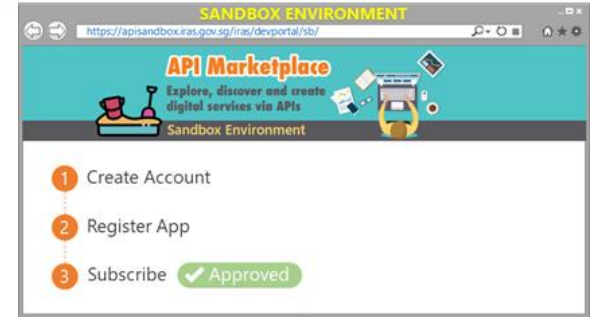 SANDBOX ENVIRONMENT
https://apisandbox.iras.gov.sg/iras/devportal/sb/
API Marketplace
Explore, discover and create
digital services via APIs
Sandbox Environment
1 Create Account
2 Register App
3 Subscribe Approved